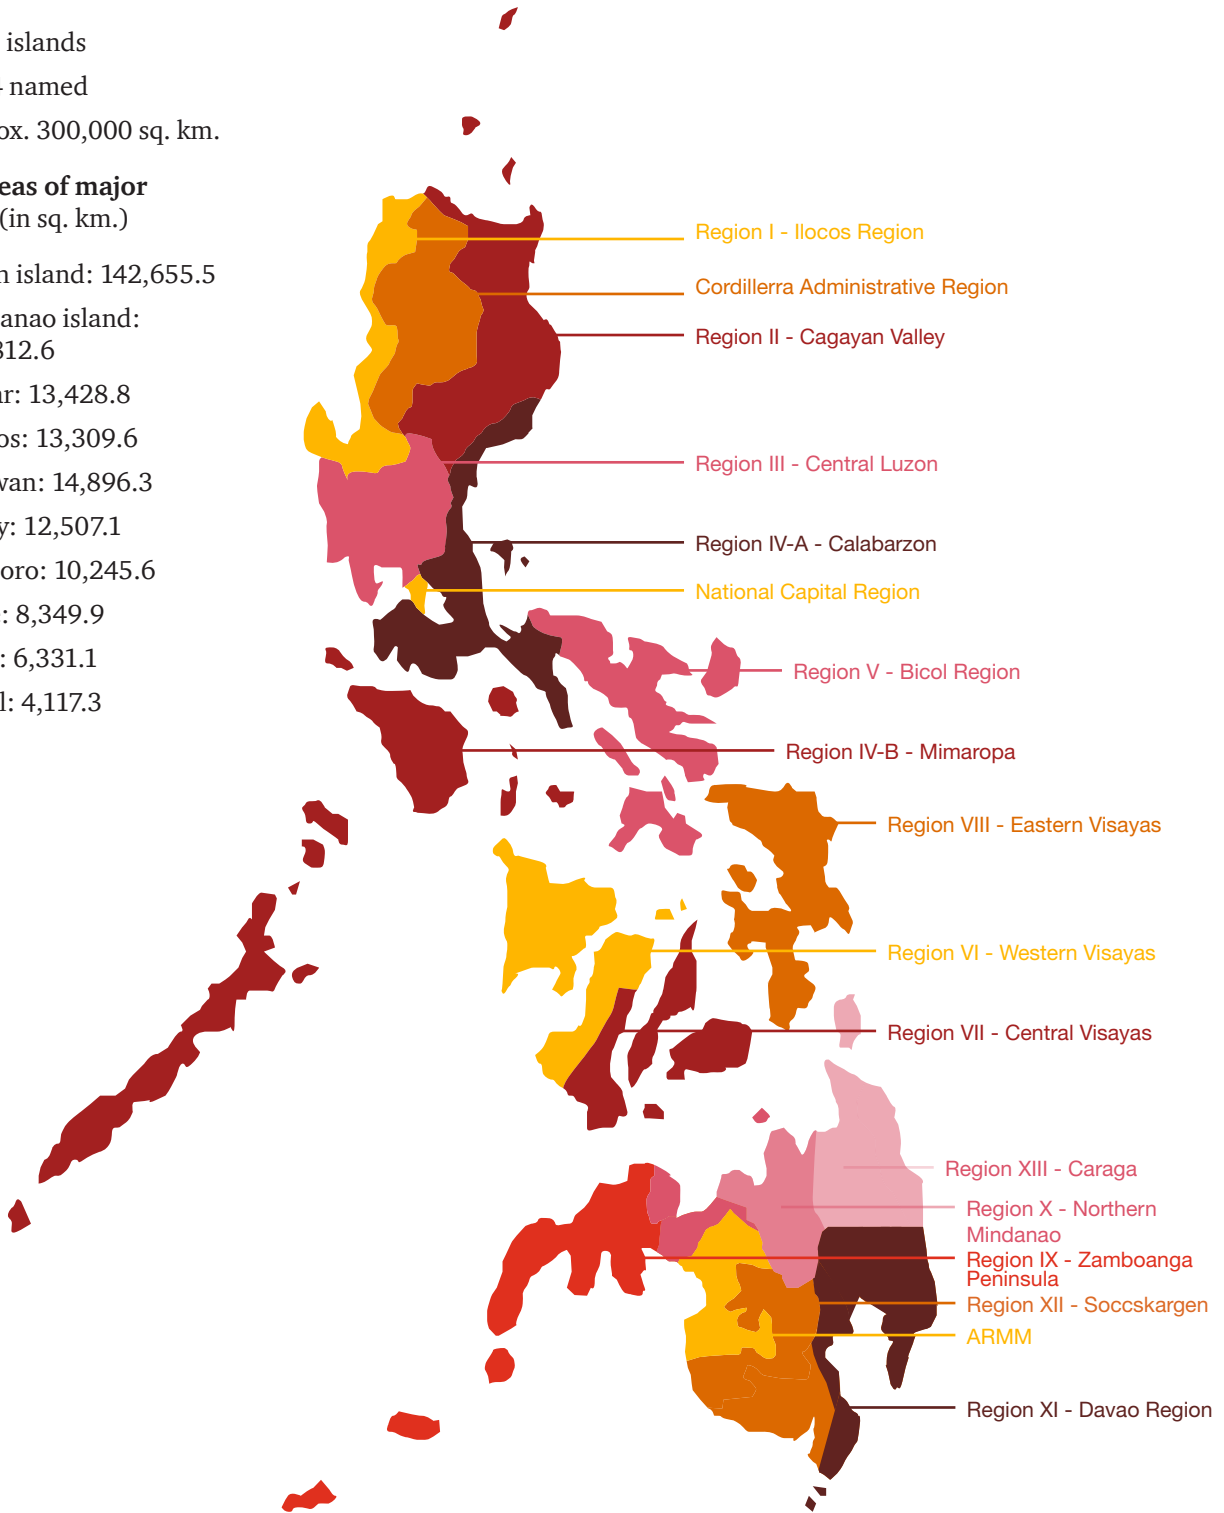 islands
named
ox. 300,000 sq. km.
eas of major
(in sq. km.)
island: 142,655.5
anao island:
312.6
r: 13,428.8
os: 13,309.6
wan: 14,896.3
y: 12,507.1
oro: 10,245.6
: 8,349.9
: 6,331.1
l: 4,117.3
Region I - Ilocos Region
Cordillerra Administrative Region
Region II - Cagayan Valley
Region III - Central Luzon
Region IV-A - Calabarzon
National Capital Region
Region V - Bicol Region
Region IV-B - Mimaropa
Region VIII - Eastern Visayas
Region VI - Western Visayas
Region VII - Central Visayas
Region XIII - Caraga
Region X - Northern
Mindanao
Region IX - Zamboanga
Peninsula
Region XII - Soccskargen
ARMM
Region XI - Davao Region